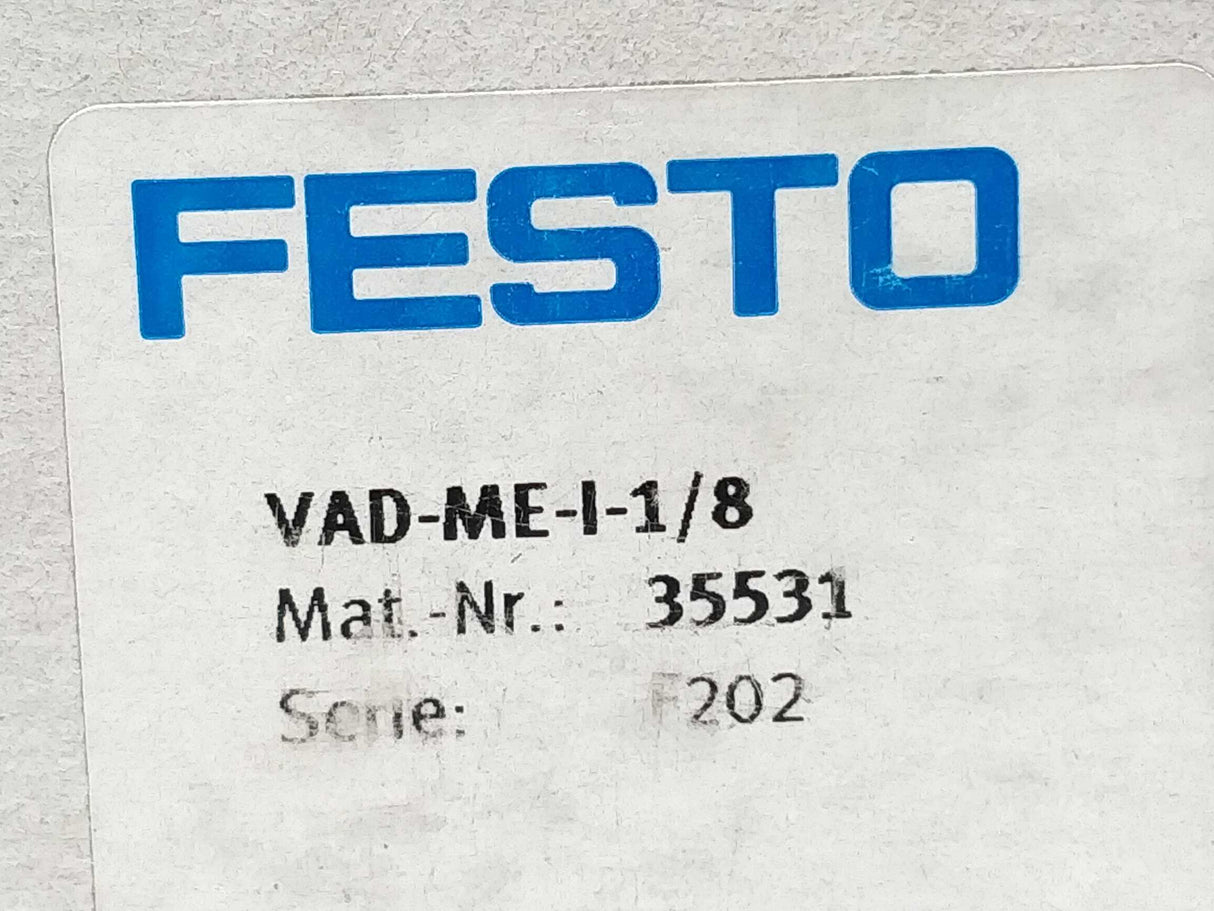 FESTO
VAD-ME-I-1/8
Mat.-Nr.: 35531
Serie: F202